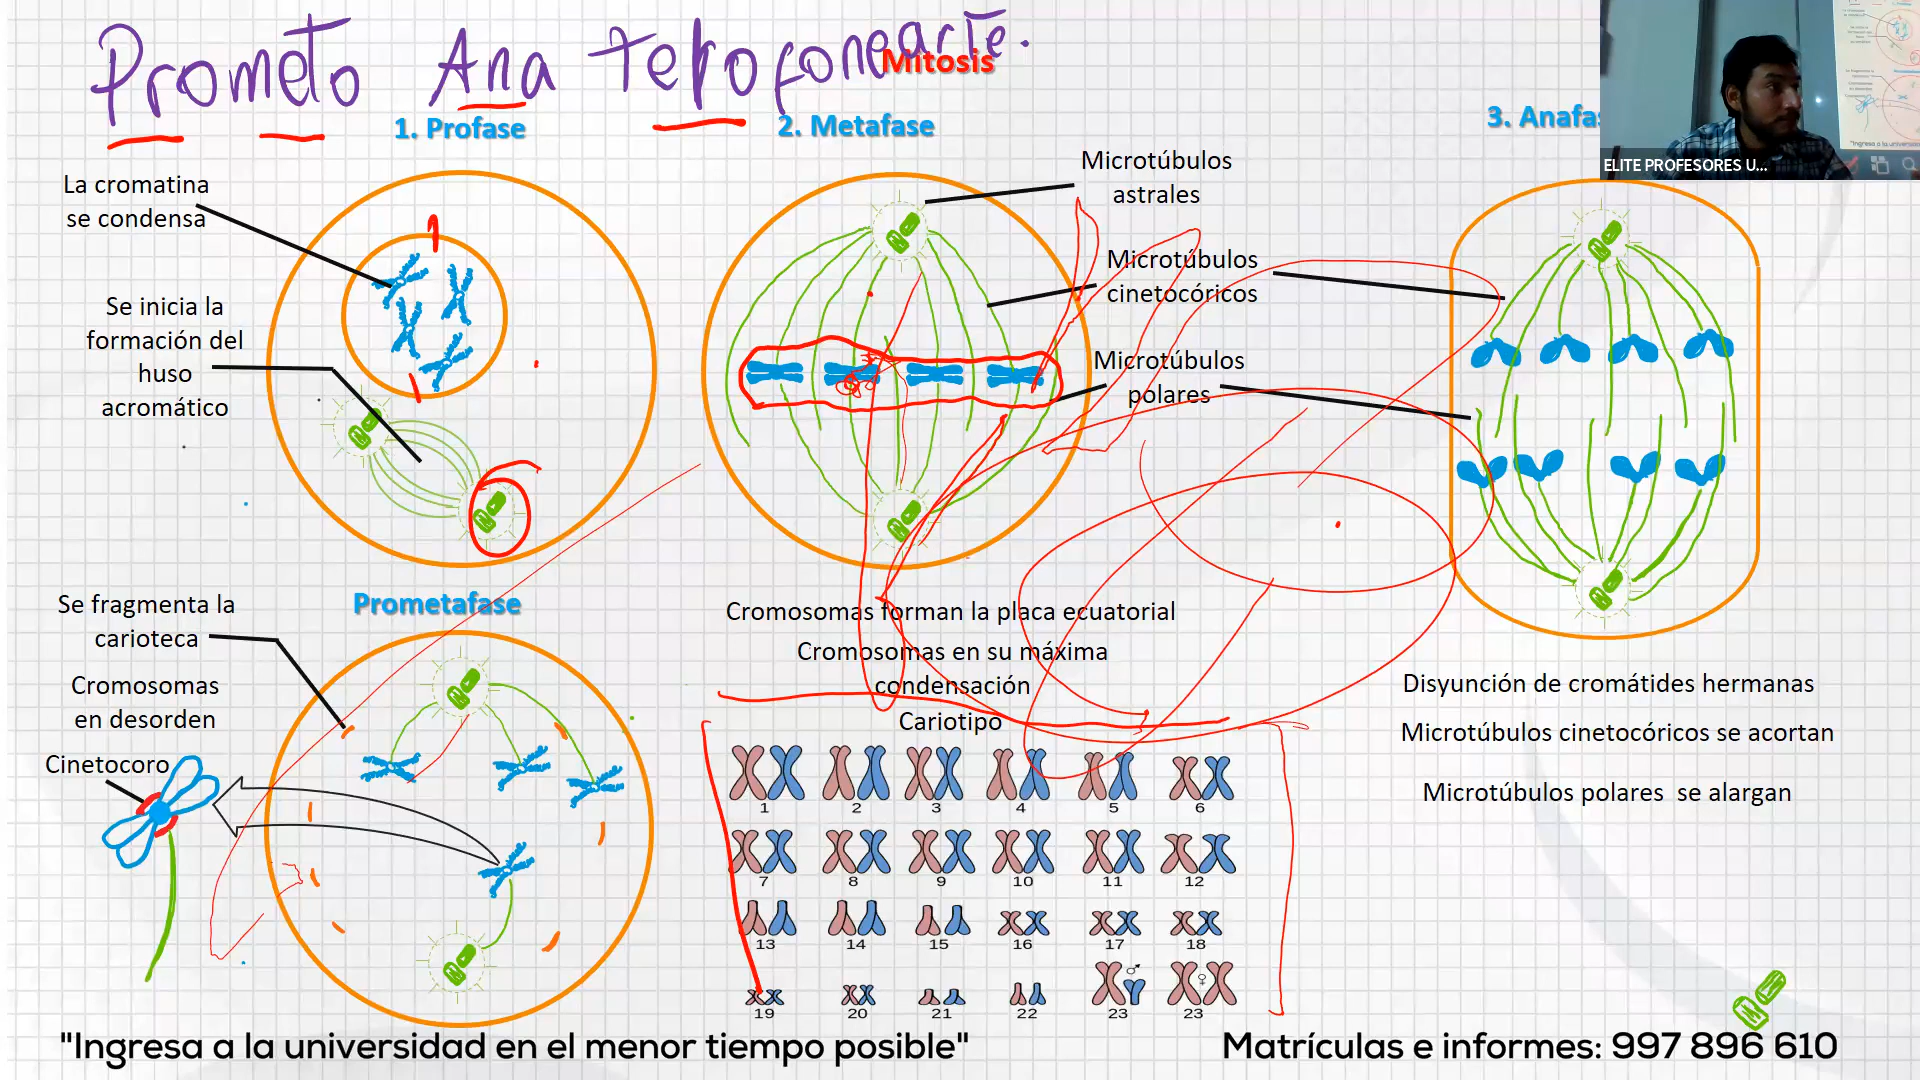 Prometo Ana telofonearte.
Mitosis
1. Profase
2. Metafase
3. Anafas
ELITE PROFESORES U...
La cromatina
se condensa
Se inicia la
formación del
huso
acromático
Microtúbulos
astrales
Microtúbulos
cinetocóricos
Microtúbulos
polares
Se fragmenta la
carioteca
Prometafase
Cromosomas
en desorden
Cinetocoro
Cromosomas forman la placa ecuatorial
Cromosomas en su máxima
condensación
Cariotipo
1 2 3 4 5 6
7 8 9 10 11 12
13 14 15 16 17 18
19 20 21 22 23 23
♂ ♀
Disyunción de cromátides hermanas
Microtúbulos cinetocóricos se acortan
Microtúbulos polares se alargan
"Ingresa a la universidad en el menor tiempo posible"
Matrículas e informes: 997 896 610